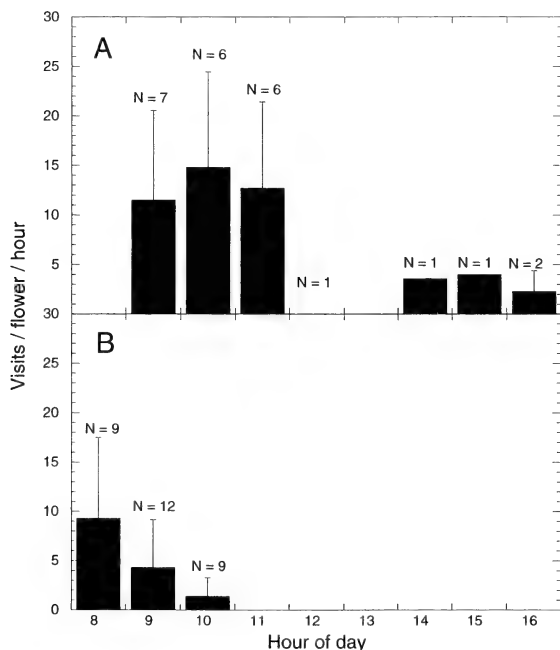 30
A
N = 6
N = 7
N = 6
25
20
15
10
5
N = 1
N = 1
N = 1
N = 2
Visits / flower / hour
30
B
25
20
N = 9
15
N = 12
10
N = 9
5
0
8 9 10 11 12 13 14 15 16
Hour of day